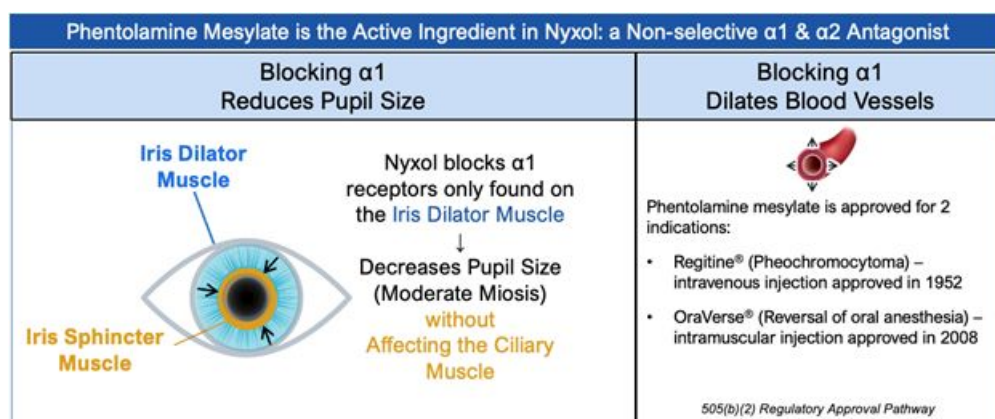 Phentolamine Mesylate is the Active Ingredient in Nyxol: a Non-selective α1 & α2 Antagonist
Blocking α1
Reduces Pupil Size
Iris Dilator
Muscle
Iris Sphincter
Muscle
Nyxol blocks α1
receptors only found on
the Iris Dilator Muscle
↓
Decreases Pupil Size
(Moderate Miosis)
without
Affecting the Ciliary
Muscle
Blocking α1
Dilates Blood Vessels
Phentolamine mesylate is approved for 2
indications:
• Regitine® (Pheochromocytoma) –
intravenous injection approved in 1952
• OraVerse® (Reversal of oral anesthesia) –
intramuscular injection approved in 2008
505(b)(2) Regulatory Approval Pathway